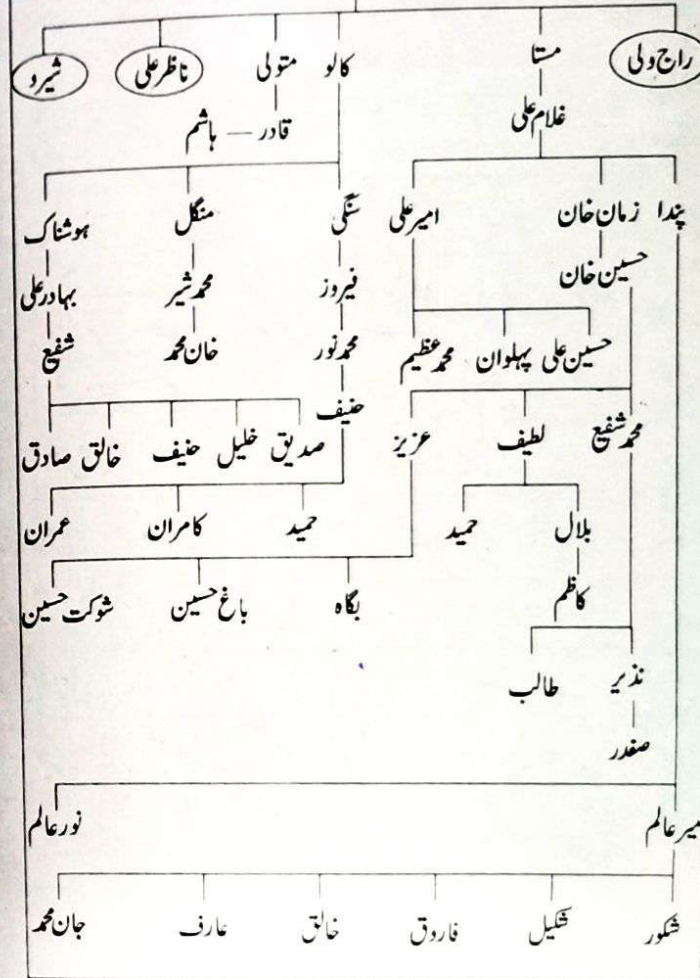 راج ولی مستا کالو متولی ناظر علی شیرو
غلام علی قادر — ہاشم
پندا زمان خان امیر علی سنگی منگل ہوشناک
حسین خان فیروز محمد شیر بہادر علی
حسین علی پہلوان محمد عظیم محمد نور خان محمد شفیع
محمد شفیع لطیف عزیز حنیف صدیق خلیل حنیف خالق صادق
بلال حمید حمید کامران عمران
کاظم بگاہ باغ حسین شوکت حسین
نذیر طالب
صفدر
میر عالم نور عالم
شکور شکیل فاروق خالق عارف جان محمد